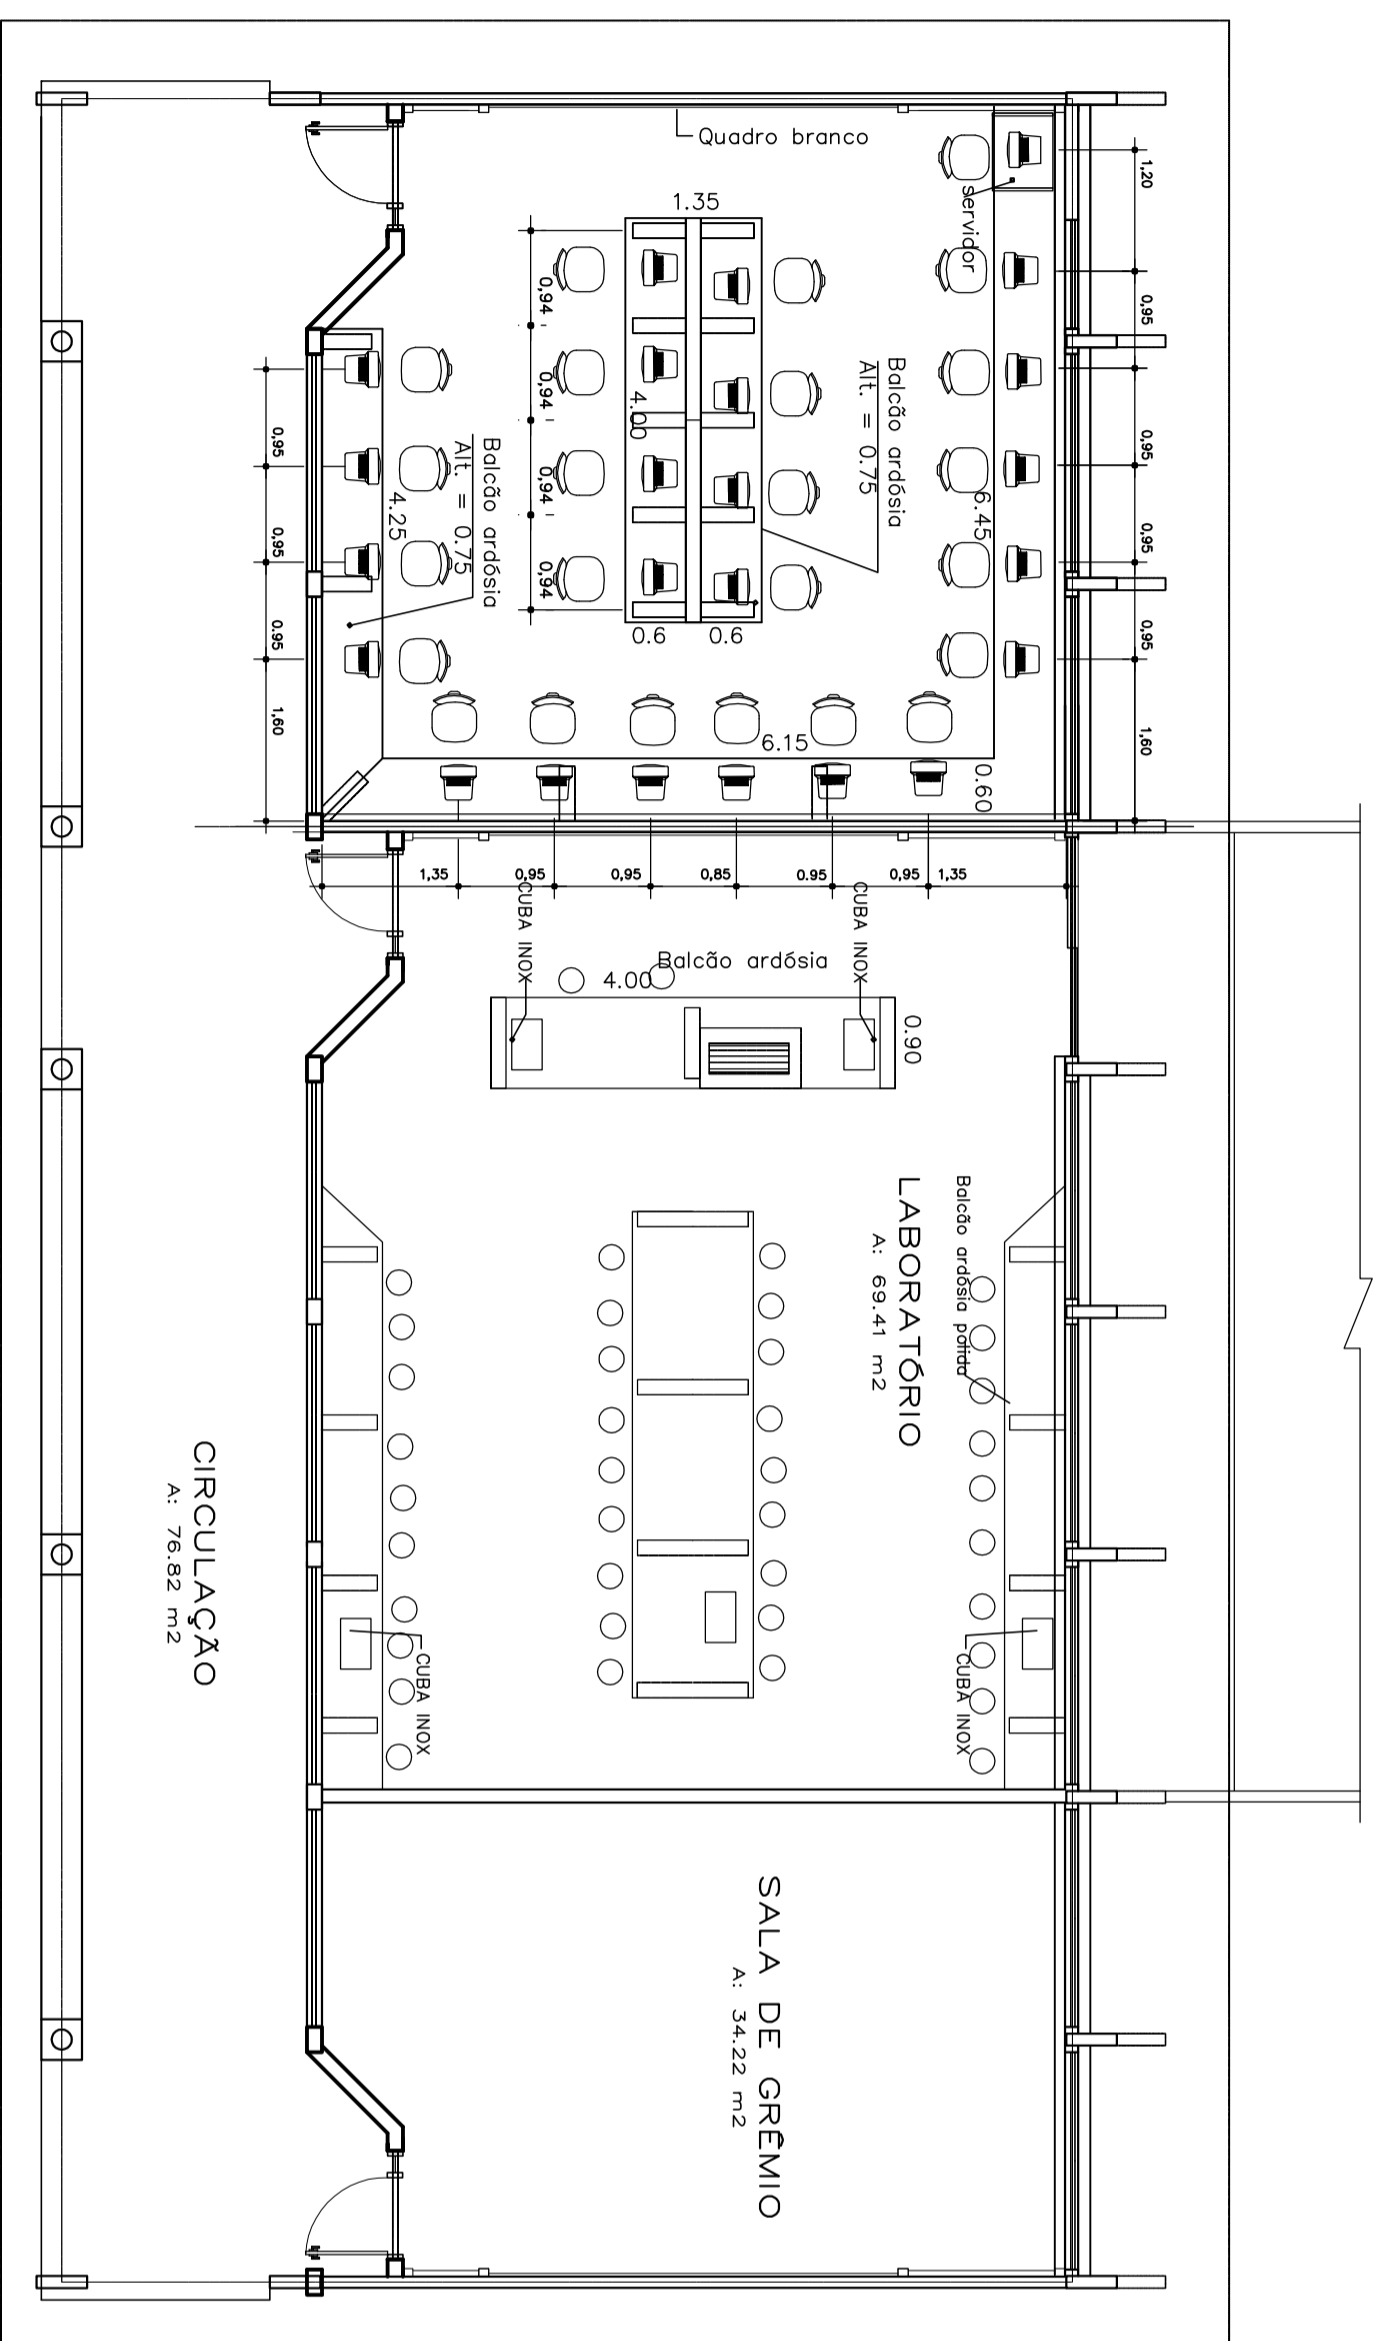 Quadro branco
1,20
servidor
1.35
0,95
0,94
0,94
0,94
0,94
4.00
Balcão ardósia
Alt. = 0.75
0,95
6.45
0,95
0,95
1,60
0,95
0,95
0,95
1,60
4.25
Balcão ardósia
Alt. = 0.75
0.6
0.6
6.15
0.60
1,35
0,95
0,95
0,85
0.95
0,95
1,35
CUBA INOX
CUBA INOX
Balcão ardósia
4.00
0.90
LABORATÓRIO
A: 69.41 m2
Balcão ardósia polida
CUBA INOX
CUBA INOX
CIRCULAÇÃO
A: 76.82 m2
SALA DE GRÊMIO
A: 34.22 m2